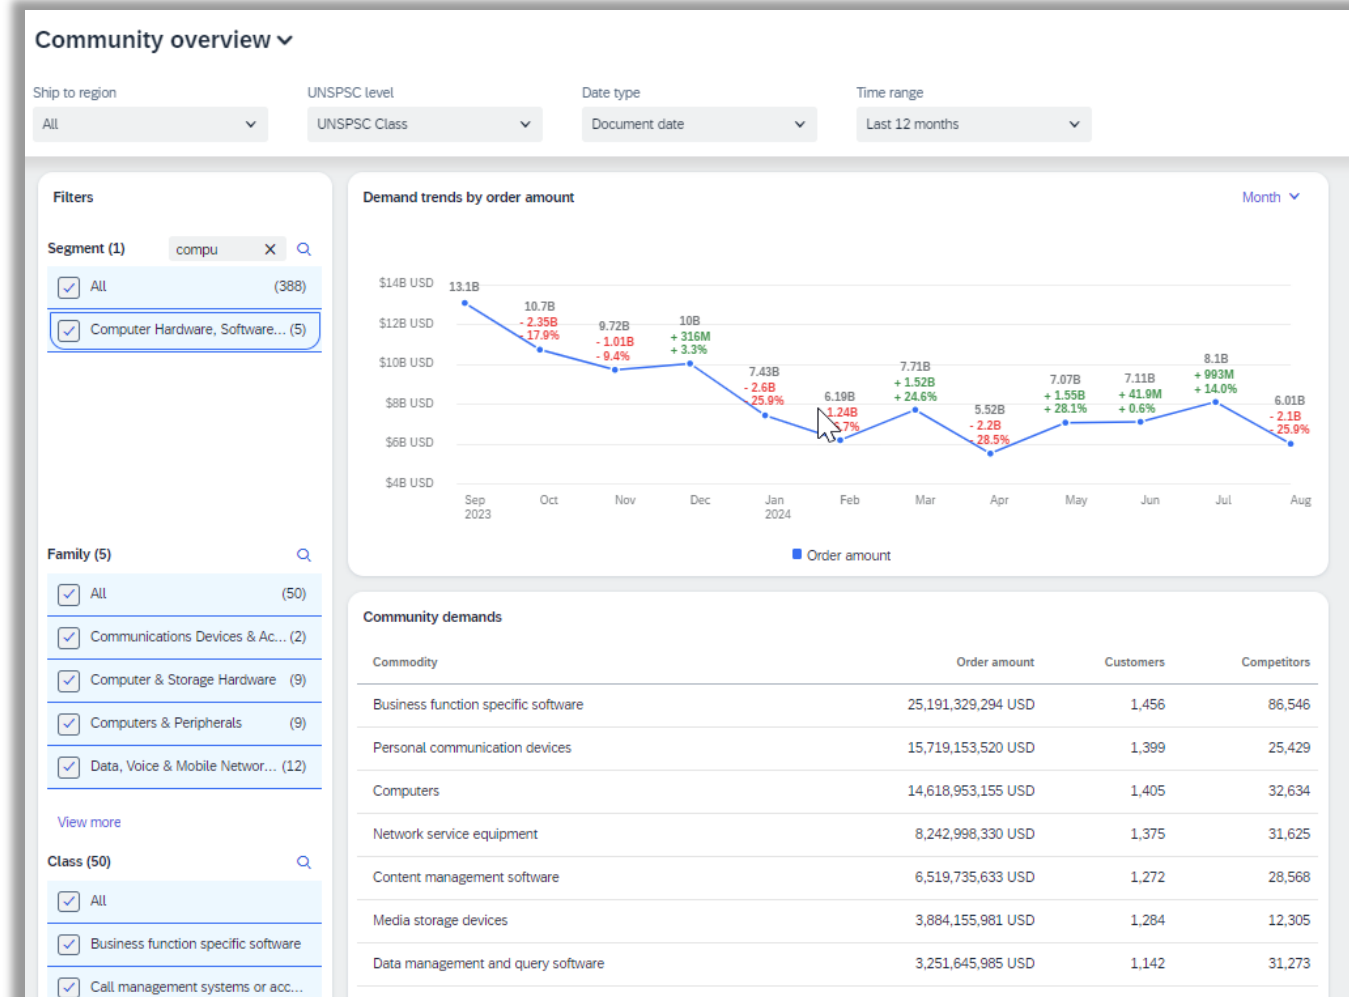 Community overview
Ship to region
UNSPSC level
Date type
Time range
All
UNSPSC Class
Document date
Last 12 months
Filters
Segment (1)
compu
All (388)
Computer Hardware, Software... (5)
Family (5)
All (50)
Communications Devices & Ac... (2)
Computer & Storage Hardware (9)
Computers & Peripherals (9)
Data, Voice & Mobile Networ... (12)
View more
Class (50)
All
Business function specific software
Call management systems or acc...
Demand trends by order amount
Month
$14B USD
$12B USD
$10B USD
$8B USD
$6B USD
$4B USD
13.1B
10.7B
- 2.35B
- 17.9%
9.72B
- 1.01B
- 9.4%
10B
+ 316M
+ 3.3%
7.43B
- 2.6B
- 25.9%
6.19B
1.24B
7%
7.71B
+ 1.52B
+ 24.6%
5.52B
- 2.2B
- 28.5%
7.07B
+ 1.55B
+ 28.1%
7.11B
+ 41.9M
+ 0.6%
8.1B
+ 993M
+ 14.0%
6.01B
- 2.1B
- 25.9%
Sep Oct Nov Dec Jan Feb Mar Apr May Jun Jul Aug
2023 2024
Order amount
Community demands
Commodity Order amount Customers Competitors
Business function specific software 25,191,329,294 USD 1,456 86,546
Personal communication devices 15,719,153,520 USD 1,399 25,429
Computers 14,618,953,155 USD 1,405 32,634
Network service equipment 8,242,998,330 USD 1,375 31,625
Content management software 6,519,735,633 USD 1,272 28,568
Media storage devices 3,884,155,981 USD 1,284 12,305
Data management and query software 3,251,645,985 USD 1,142 31,273